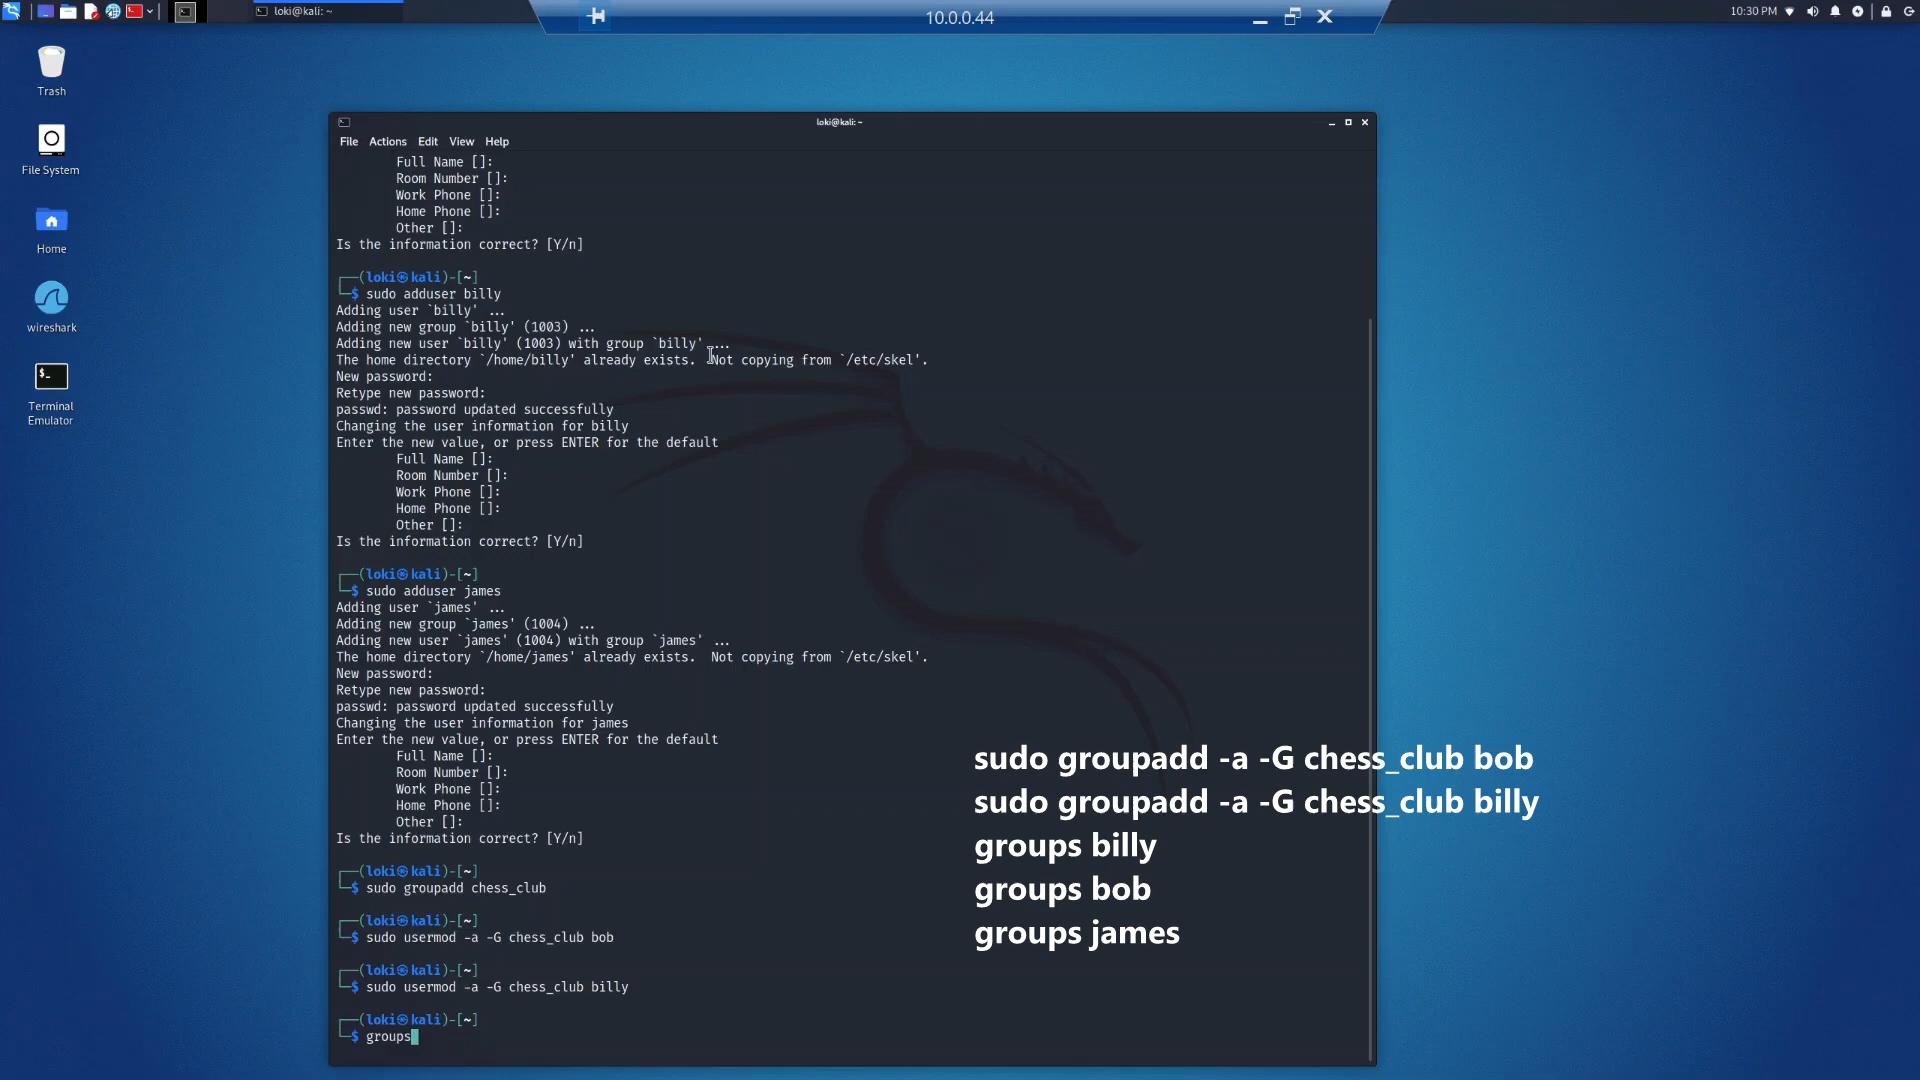 loki@kali: ~
10.0.0.44
10:30 PM
Trash
File System
Home
wireshark
Terminal
Emulator
loki@kali: ~
File Actions Edit View Help
Full Name []:
Room Number []:
Work Phone []:
Home Phone []:
Other []:
Is the information correct? [Y/n]
┌──(loki㉿kali)-[~]
└─$ sudo adduser billy
Adding user `billy' ...
Adding new group `billy' (1003) ...
Adding new user `billy' (1003) with group `billy' ...
The home directory `/home/billy' already exists.  Not copying from `/etc/skel'.
New password:
Retype new password:
passwd: password updated successfully
Changing the user information for billy
Enter the new value, or press ENTER for the default
Full Name []:
Room Number []:
Work Phone []:
Home Phone []:
Other []:
Is the information correct? [Y/n]
┌──(loki㉿kali)-[~]
└─$ sudo adduser james
Adding user `james' ...
Adding new group `james' (1004) ...
Adding new user `james' (1004) with group `james' ...
The home directory `/home/james' already exists.  Not copying from `/etc/skel'.
New password:
Retype new password:
passwd: password updated successfully
Changing the user information for james
Enter the new value, or press ENTER for the default
Full Name []:
Room Number []:
Work Phone []:
Home Phone []:
Other []:
Is the information correct? [Y/n]
┌──(loki㉿kali)-[~]
└─$ sudo groupadd chess_club
┌──(loki㉿kali)-[~]
└─$ sudo usermod -a -G chess_club bob
┌──(loki㉿kali)-[~]
└─$ sudo usermod -a -G chess_club billy
┌──(loki㉿kali)-[~]
└─$ groups
sudo groupadd -a -G chess_club bob
sudo groupadd -a -G chess_club billy
groups billy
groups bob
groups james